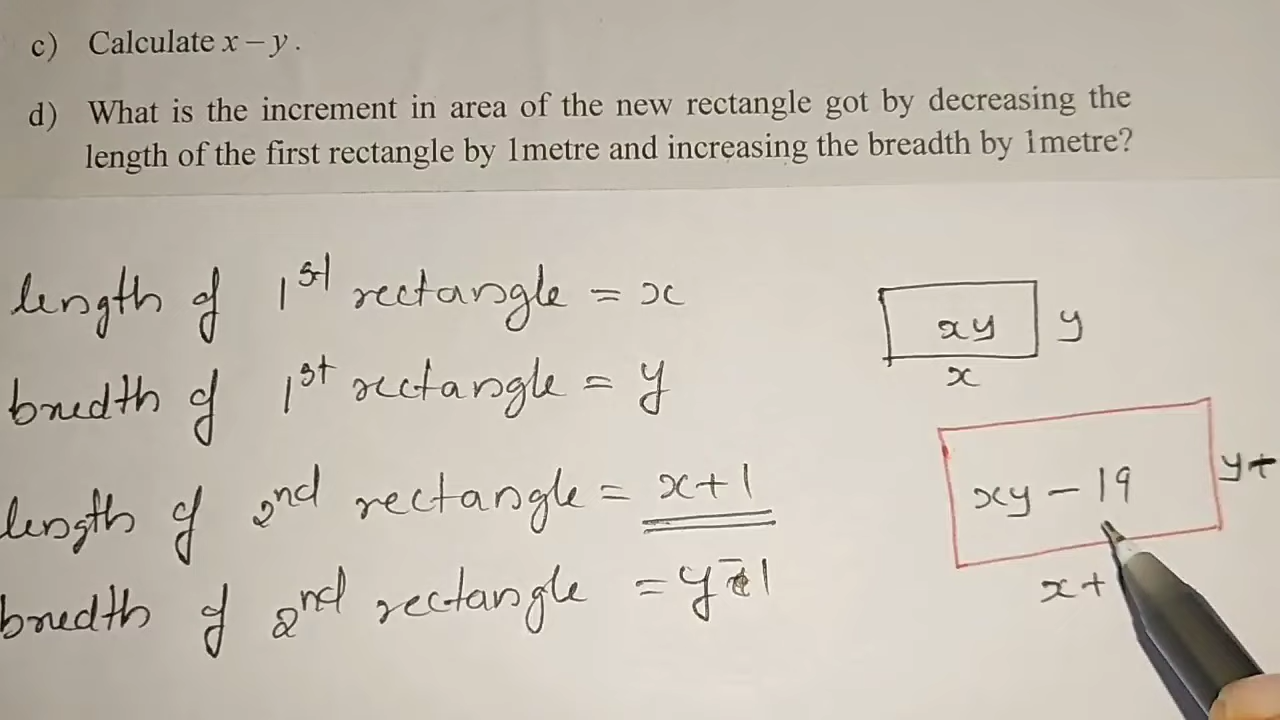 c) Calculate x – y.
d) What is the increment in area of the new rectangle got by decreasing the
length of the first rectangle by 1metre and increasing the breadth by 1metre?
length of 1st rectangle = x
bredth of 1st rectangle = y
length of 2nd rectangle = x+1
bredth of 2nd rectangle = y-1
xy y
x
xy - 19 y+
x+